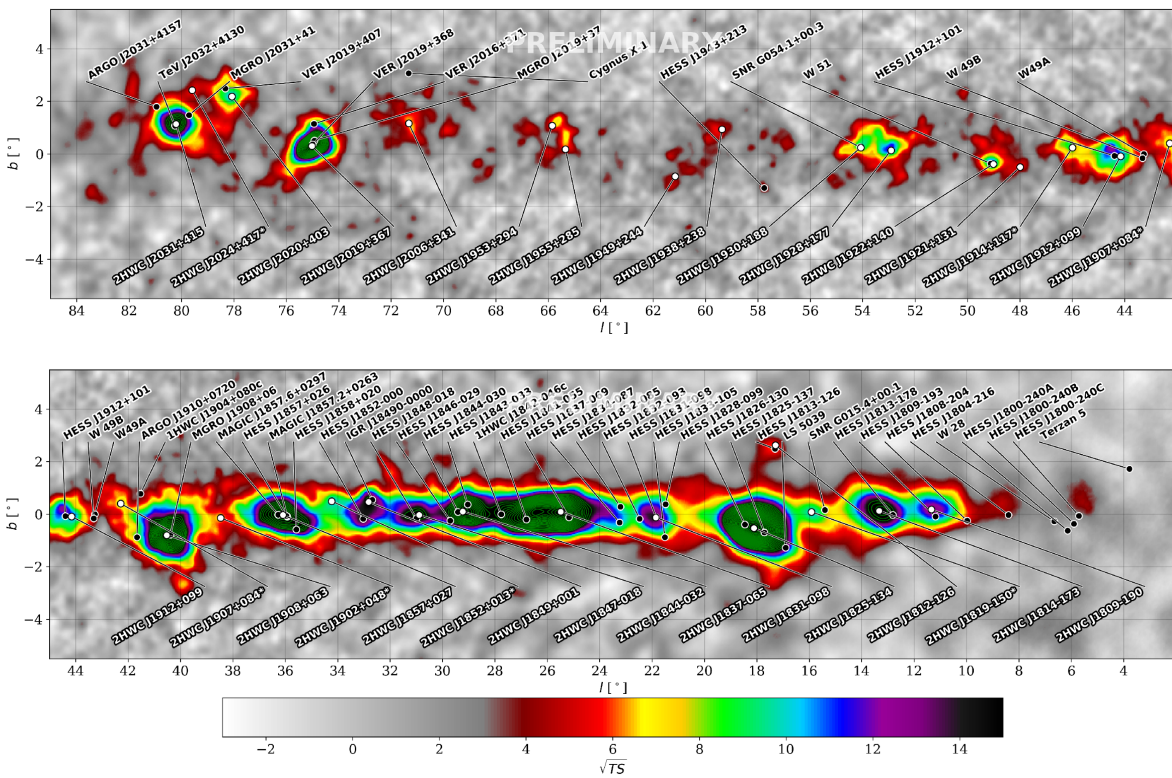 PRELIMINARY
ARGO J2031+4157
TeV J2032+4130
MGRO J2031+41
VER J2019+407
VER J2019+368
VER J2016+371
MGRO J2019+37
Cygnus X 1
HESS J1943+213
SNR G054.1+00.3
W 51
HESS J1912+101
W 49B
W49A
4
2
0
−2
−4
b [°]
2HWC J2031+415
2HWC J2024+417*
2HWC J2020+403
2HWC J2019+367
2HWC J2006+341
2HWC J1953+294
2HWC J1955+285
2HWC J1949+244
2HWC J1938+238
2HWC J1930+188
2HWC J1928+177
2HWC J1922+140
2HWC J1921+131
2HWC J1914+117*
2HWC J1912+099
2HWC J1907+084*
84 82 80 78 76 74 72 70 68 66 64 62 60 58 56 54 52 50 48 46 44
l [°]
HESS J1912+101
W 49B
W49A
ARGO J1910+0720
1HWC J1904+080c
MGRO J1908+06
MAGIC J1857.6+0297
HESS J1857+026
MAGIC J1857.2+0263
HESS J1858+020
HESS J1852-000
IGR J18490-0000
HESS J1848-018
HESS J1846-029
HESS J1844-030
HESS J1828-099
HESS J1826-130
HESS J1825-137
HESS J1813-126
LS 5039
SNR G015.4+00.1
HESS J1813-178
HESS J1809-193
HESS J1808-204
HESS J1804-216
W 28
HESS J1800-240A
HESS J1800-240B
HESS J1800-240C
Terzan 5
4
2
0
−2
−4
b [°]
2HWC J1912+099
2HWC J1907+084*
2HWC J1908+063
2HWC J1902+048*
2HWC J1857+027
2HWC J1852+013*
2HWC J1849+001
2HWC J1847-018
2HWC J1844-032
2HWC J1837-065
2HWC J1831-098
2HWC J1825-134
2HWC J1812-126
2HWC J1819-150*
2HWC J1814-173
2HWC J1809-190
44 42 40 38 36 34 32 30 28 26 24 22 20 18 16 14 12 10 8 6 4
l [°]
−2 0 2 4 6 8 10 12 14
√TS